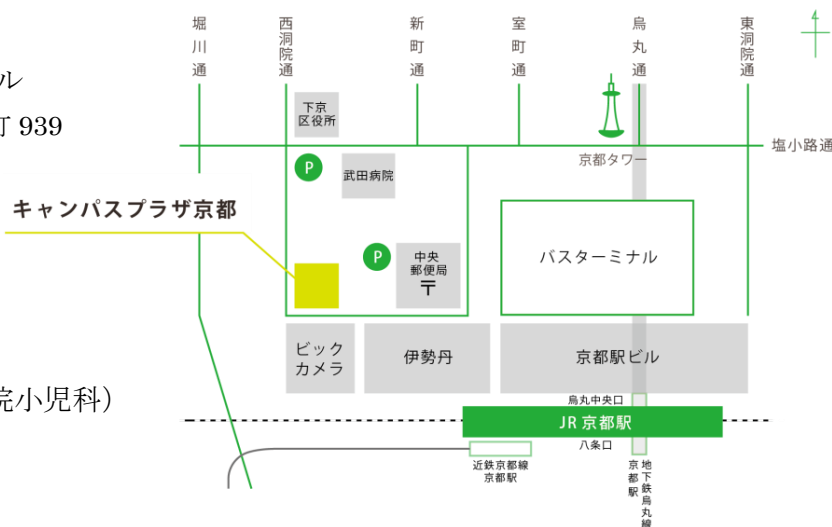 堀川通
西洞院通
新町通
室町通
烏丸通
東洞院通
4
ル
町 939
下京
区役所
京都タワー
塩小路通
P
武田病院
キャンパスプラザ京都
P
中央
郵便局
〒
バスターミナル
ビック
カメラ
伊勢丹
京都駅ビル
院小児科）
烏丸中央口
JR 京都駅
八条口
近鉄京都線
京都駅
地下鉄烏丸線
京都駅